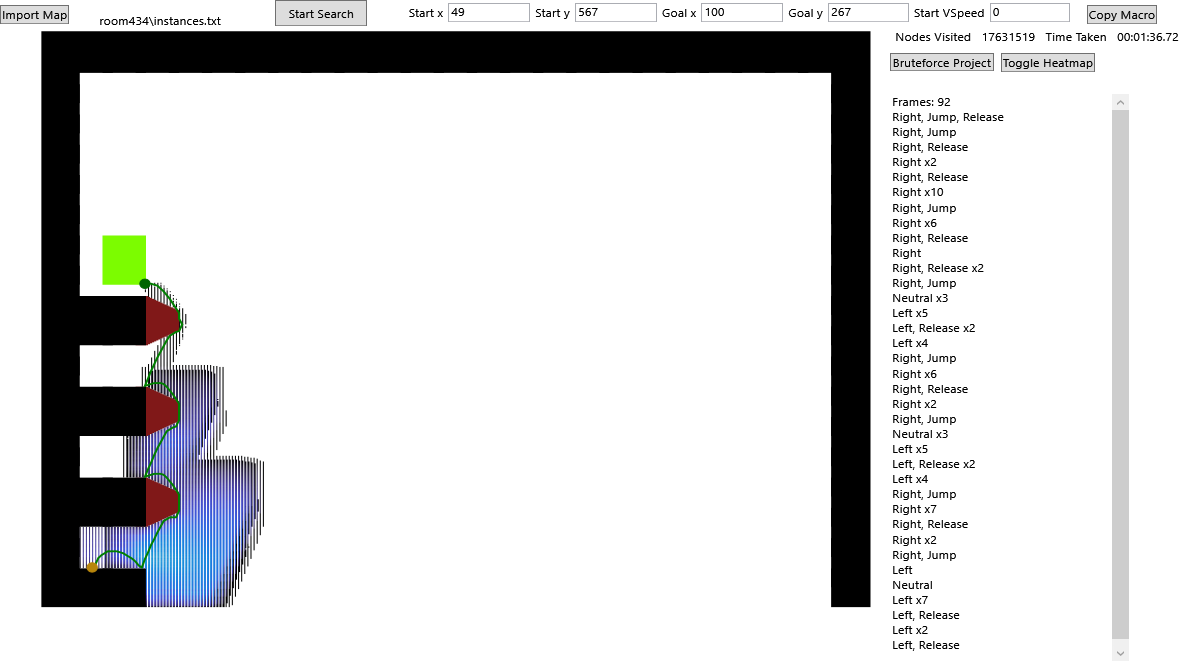 Import Map
room434\instances.txt
Start Search
Start x 49 Start y 567 Goal x 100 Goal y 267 Start VSpeed 0
Copy Macro
Nodes Visited 17631519 Time Taken 00:01:36.72
Bruteforce Project Toggle Heatmap
Frames: 92
Right, Jump, Release
Right, Jump
Right, Release
Right x2
Right, Release
Right x10
Right, Jump
Right x6
Right, Release
Right
Right, Release x2
Right, Jump
Neutral x3
Left x5
Left, Release x2
Left x4
Right, Jump
Right x6
Right, Release
Right x2
Right, Jump
Neutral x3
Left x5
Left, Release x2
Left x4
Right, Jump
Right x7
Right, Release
Right x2
Right, Jump
Left
Neutral
Left x7
Left, Release
Left x2
Left, Release